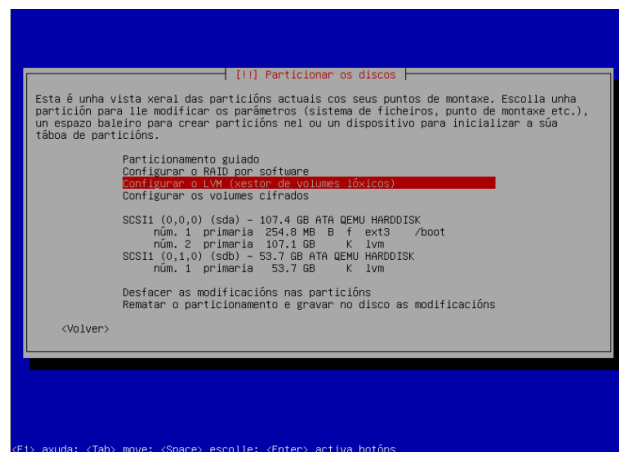 [!!] Particionar os discos
Esta é unha vista xeral das particións actuais cos seus puntos de montaxe. Escolla unha
partición para lle modificar os parámetros (sistema de ficheiros, punto de montaxe etc.),
un espazo baleiro para crear particións nel ou un dispositivo para inicializar a súa
táboa de particións.
Particionamento guiado
Configurar o RAID por software
Configurar o LVM (xestor de volumes lóxicos)
Configurar os volumes cifrados
SCSI1 (0,0,0) (sda) - 107.4 GB ATA QEMU HARDDISK
núm. 1 primaria 254.8 MB B f ext3 /boot
núm. 2 primaria 107.1 GB K lvm
SCSI1 (0,1,0) (sdb) - 53.7 GB ATA QEMU HARDDISK
núm. 1 primaria 53.7 GB K lvm
Desfacer as modificacións nas particións
Rematar o particionamento e gravar no disco as modificacións
<Volver>
<F1> axuda; <Tab> move; <Space> escolle; <Enter> activa botóns